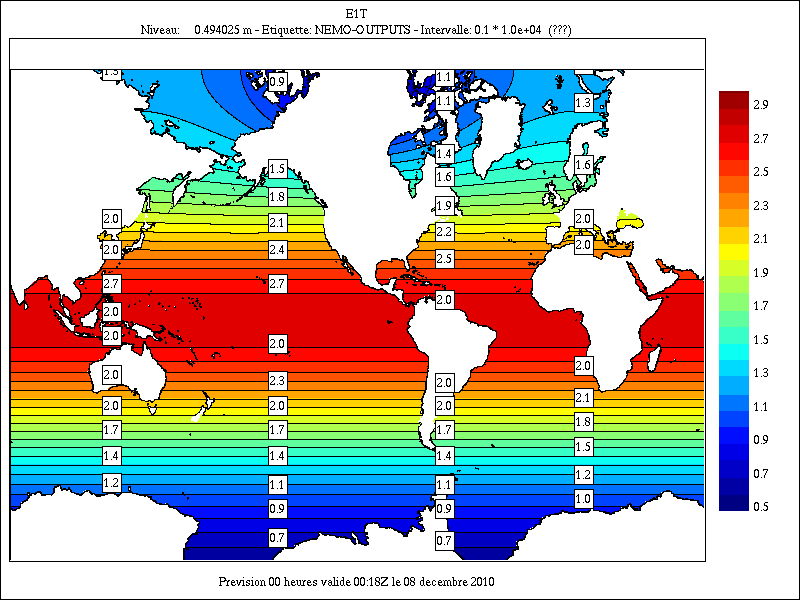 E1T
Niveau: 0.494025 m - Etiquette: NEMO-OUTPUTS - Intervalle: 0.1 * 1.0e+04 (???)
1.3 0.9 1.1
1.1 1.3
1.4
1.5 1.6 1.6
1.8 1.9
2.0 2.1 2.2 2.0
2.0 2.4 2.5 2.0
2.7 2.7
2.0 2.0
2.0 2.0
2.0 2.3 2.0 2.0
2.0 2.0 2.0 2.1
1.7 1.7 1.7 1.8
1.4 1.4 1.4 1.5
1.2 1.1 1.1 1.2
0.9 0.9 1.0
0.7 0.7
2.9
2.7
2.5
2.3
2.1
1.9
1.7
1.5
1.3
1.1
0.9
0.7
0.5
Prevision 00 heures valide 00:18Z le 08 decembre 2010